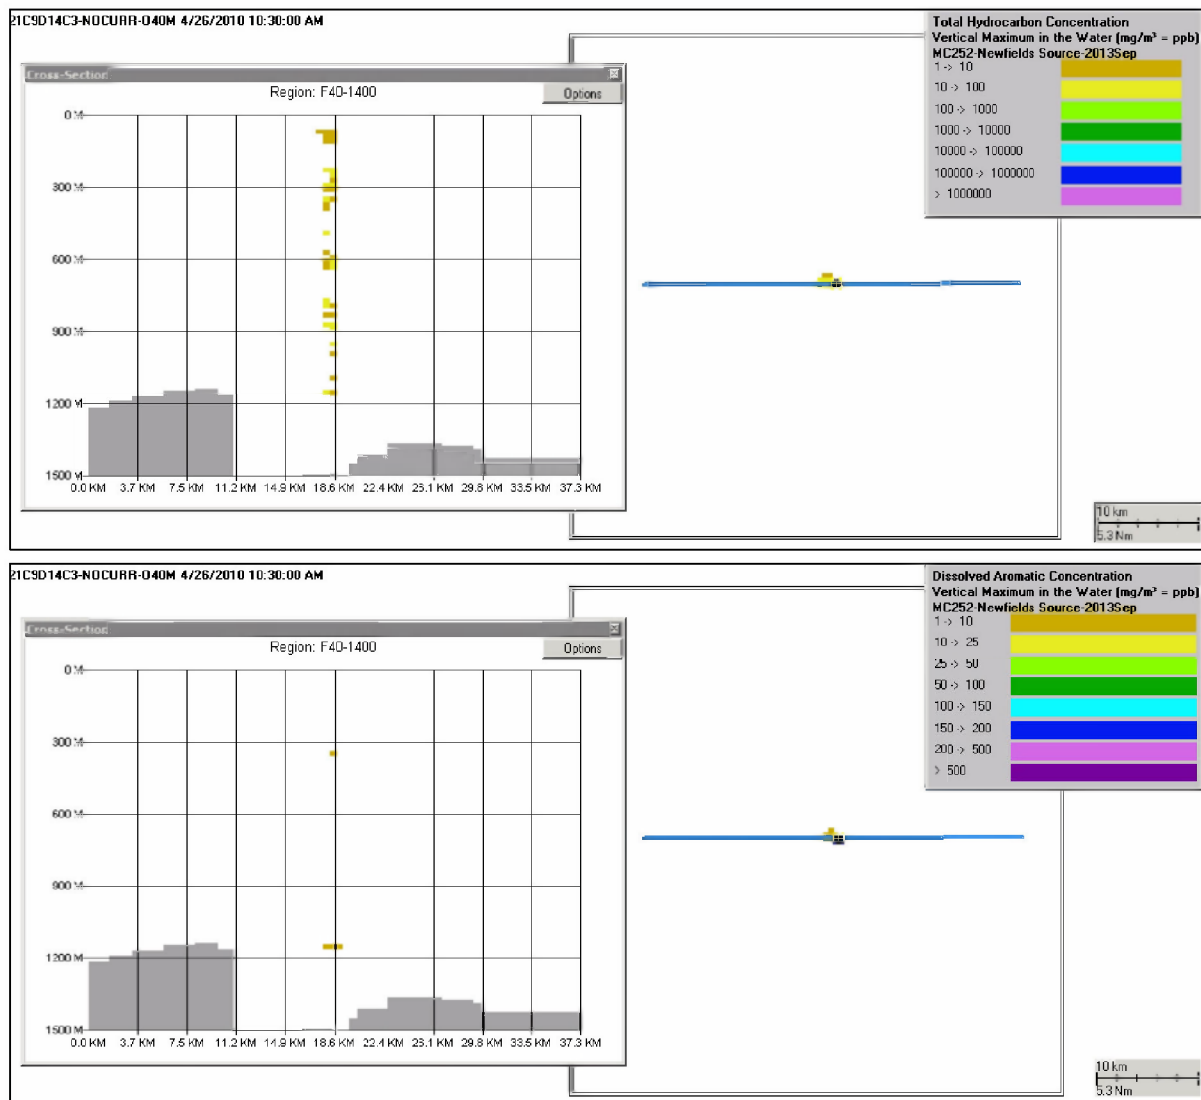 21C9D14C3-NOCURR-O40M 4/26/2010 10:30:00 AM
Total Hydrocarbon Concentration
Vertical Maximum in the Water (mg/m³ = ppb)
MC252-Newfields Source-2013Sep
1 -> 10
10 -> 100
100 -> 1000
1000 -> 10000
10000 -> 100000
100000 -> 1000000
> 1000000
Cross-Section
Region: F40-1400
Options
0 M
300 M
600 M
900 M
1200 M
1500 M
0.0 KM 3.7 KM 7.5 KM 11.2 KM 14.9 KM 18.6 KM 22.4 KM 26.1 KM 29.8 KM 33.5 KM 37.3 KM
10 km
5.3 Nm
21C9D14C3-NOCURR-O40M 4/26/2010 10:30:00 AM
Dissolved Aromatic Concentration
Vertical Maximum in the Water (mg/m³ = ppb)
MC252-Newfields Source-2013Sep
1 -> 10
10 -> 25
25 -> 50
50 -> 100
100 -> 150
150 -> 200
200 -> 500
> 500
Cross-Section
Region: F40-1400
Options
0 M
300 M
600 M
900 M
1200 M
1500 M
0.0 KM 3.7 KM 7.5 KM 11.2 KM 14.9 KM 18.6 KM 22.4 KM 26.1 KM 29.8 KM 33.5 KM 37.3 KM
10 km
5.3 Nm